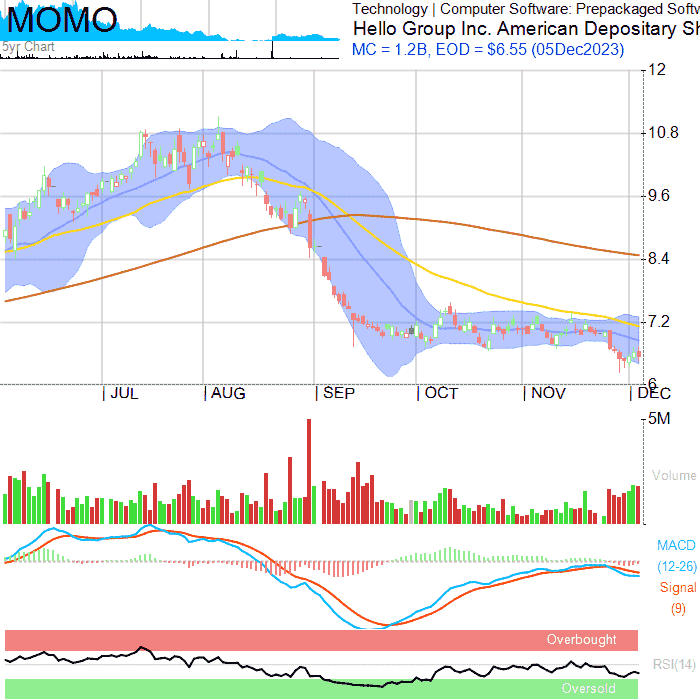 MOMO
5yr Chart
Technology | Computer Software: Prepackaged Softw
Hello Group Inc. American Depositary Sh
MC = 1.2B, EOD = $6.55 (05Dec2023)
12
10.8
9.6
8.4
7.2
6
JUL AUG SEP OCT NOV DEC
5M
Volume
MACD
(12-26)
Signal
(9)
Overbought
RSI(14)
Oversold